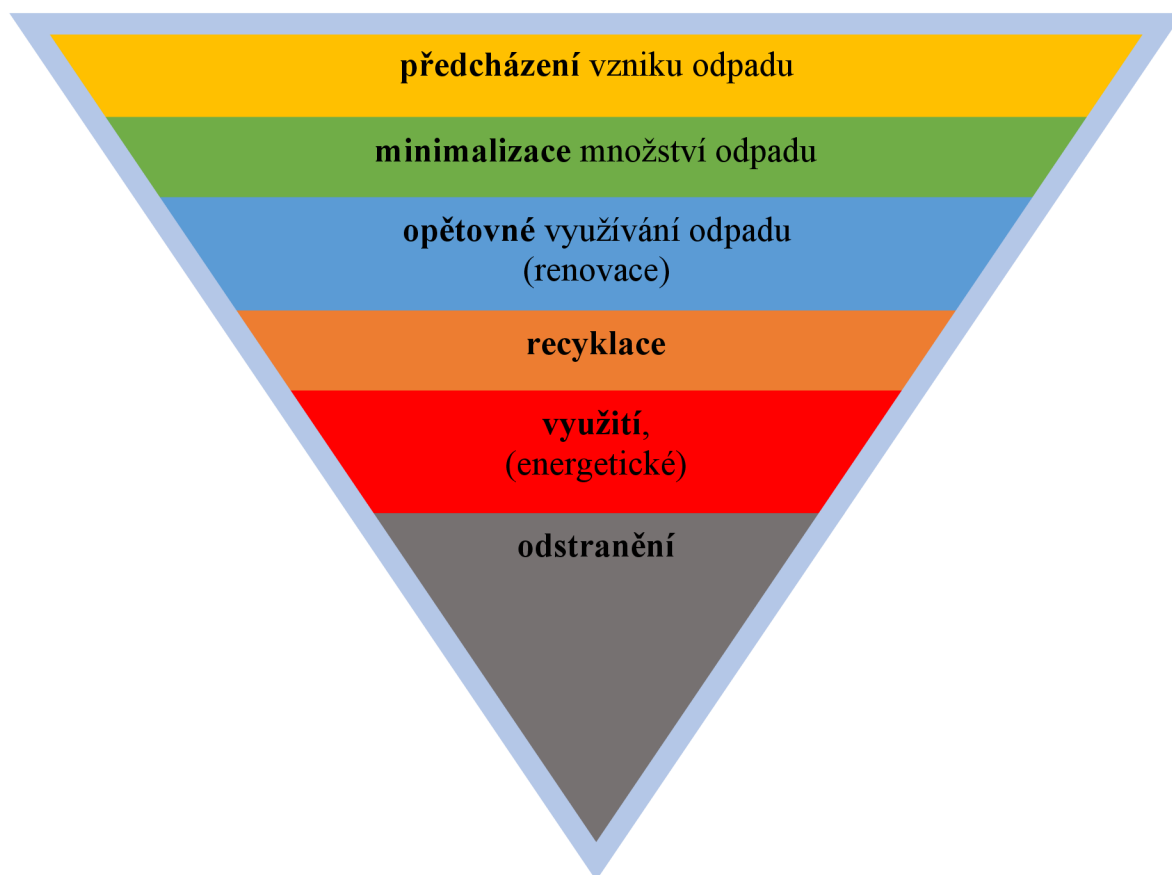 předcházení vzniku odpadu
minimalizace množství odpadu
opětovné využívání odpadu
(renovace)
recyklace
využití,
(energetické)
odstranění